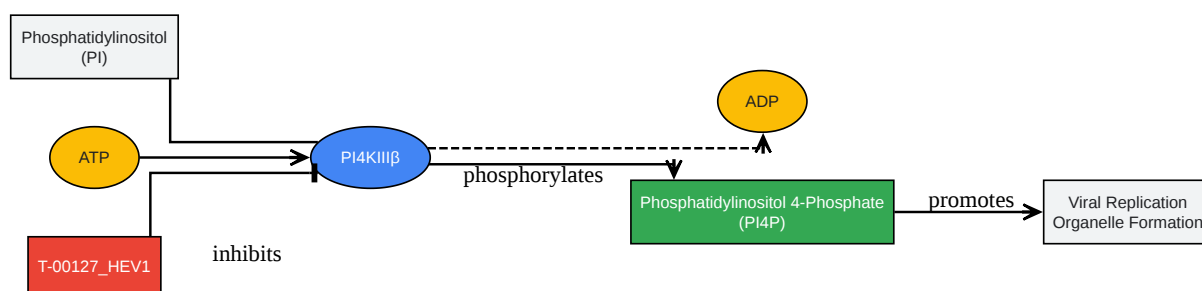 Phosphatidylinositol
(PI)
ADP
ATP
PI4KIIIβ
phosphorylates
Phosphatidylinositol 4-Phosphate
(PI4P)
promotes
Viral Replication
Organelle Formation
inhibits
T-00127_HEV1